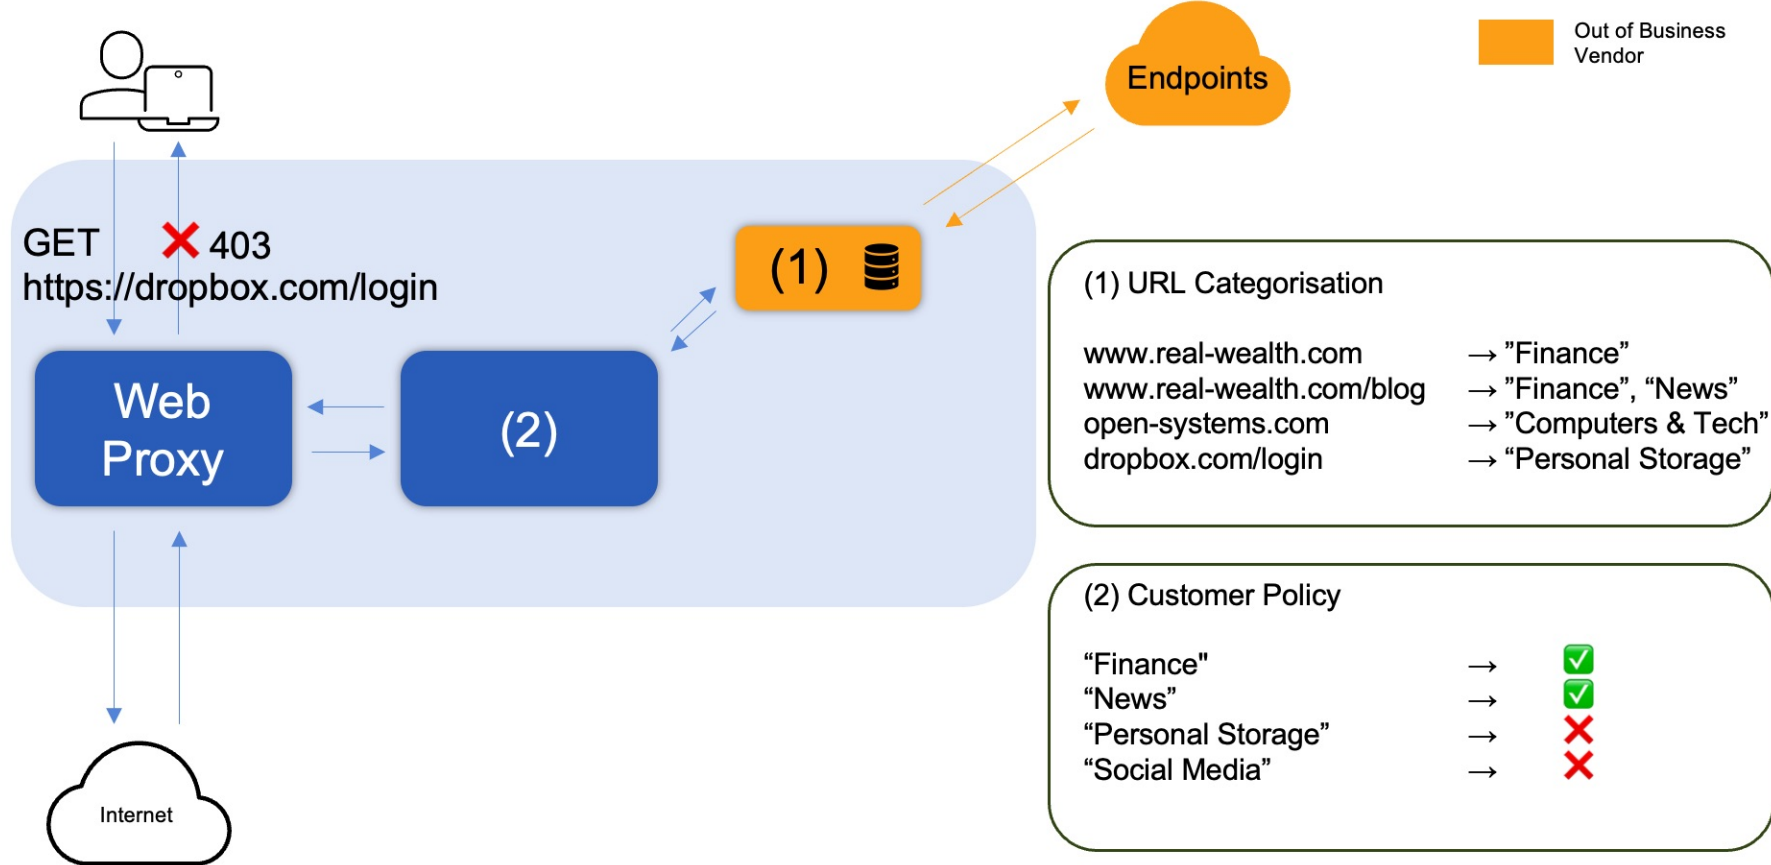 Out of Business
Vendor
Endpoints
GET ❌ 403
https://dropbox.com/login
(1)
Web
Proxy
(2)
Internet
(1) URL Categorisation
www.real-wealth.com → ”Finance”
www.real-wealth.com/blog → ”Finance”, “News”
open-systems.com → ”Computers & Tech”
dropbox.com/login → “Personal Storage”
(2) Customer Policy
“Finance" → ✅
“News” → ✅
“Personal Storage” → ❌
“Social Media” → ❌